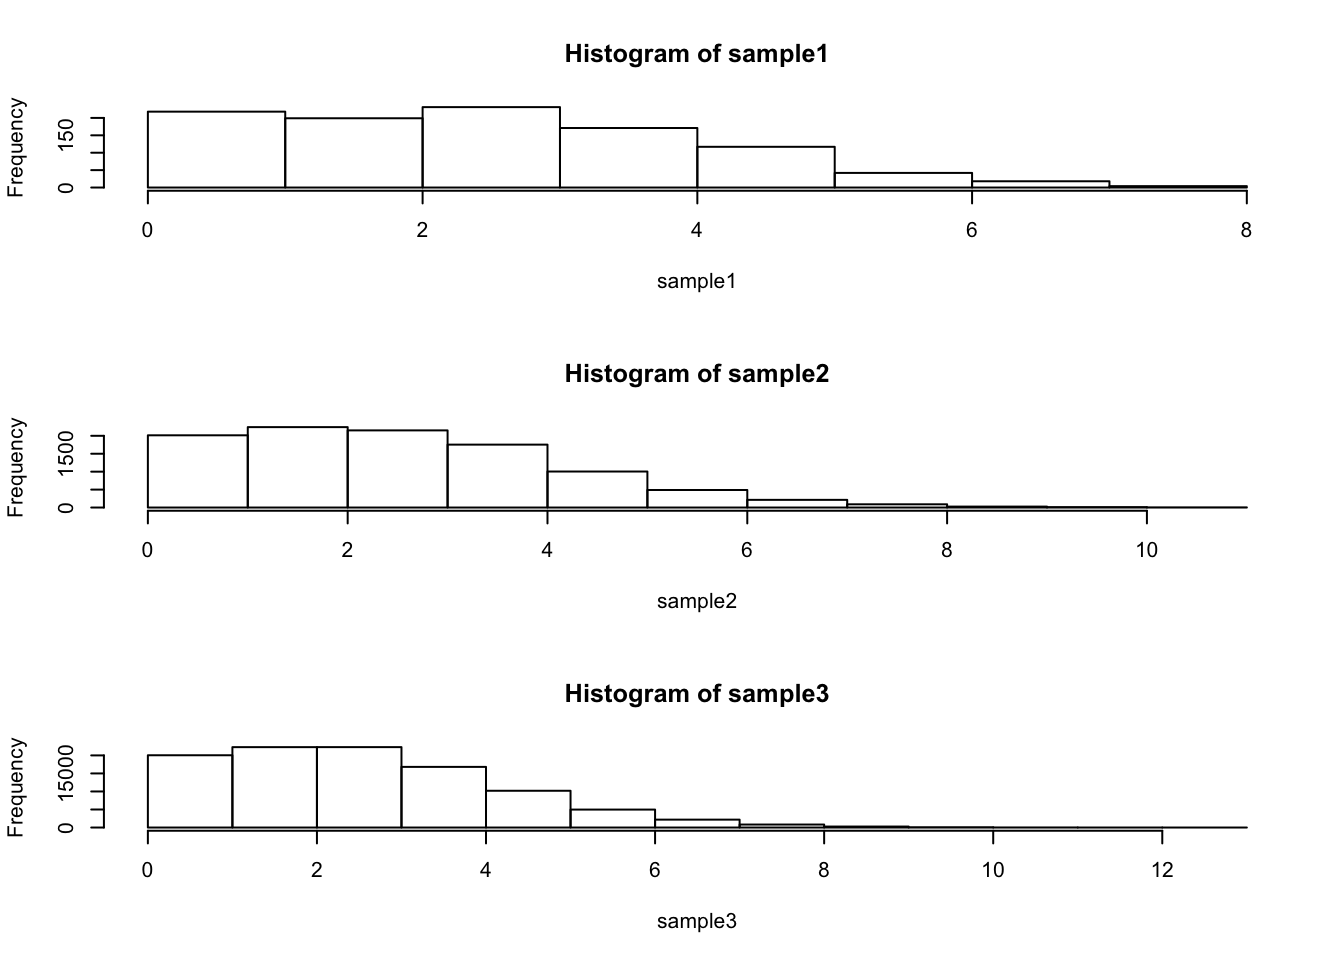 Histogram of sample1
Frequency
150
0
0 2 4 6 8
sample1
Histogram of sample2
Frequency
1500
0
0 2 4 6 8 10
sample2
Histogram of sample3
Frequency
15000
0
0 2 4 6 8 10 12
sample3